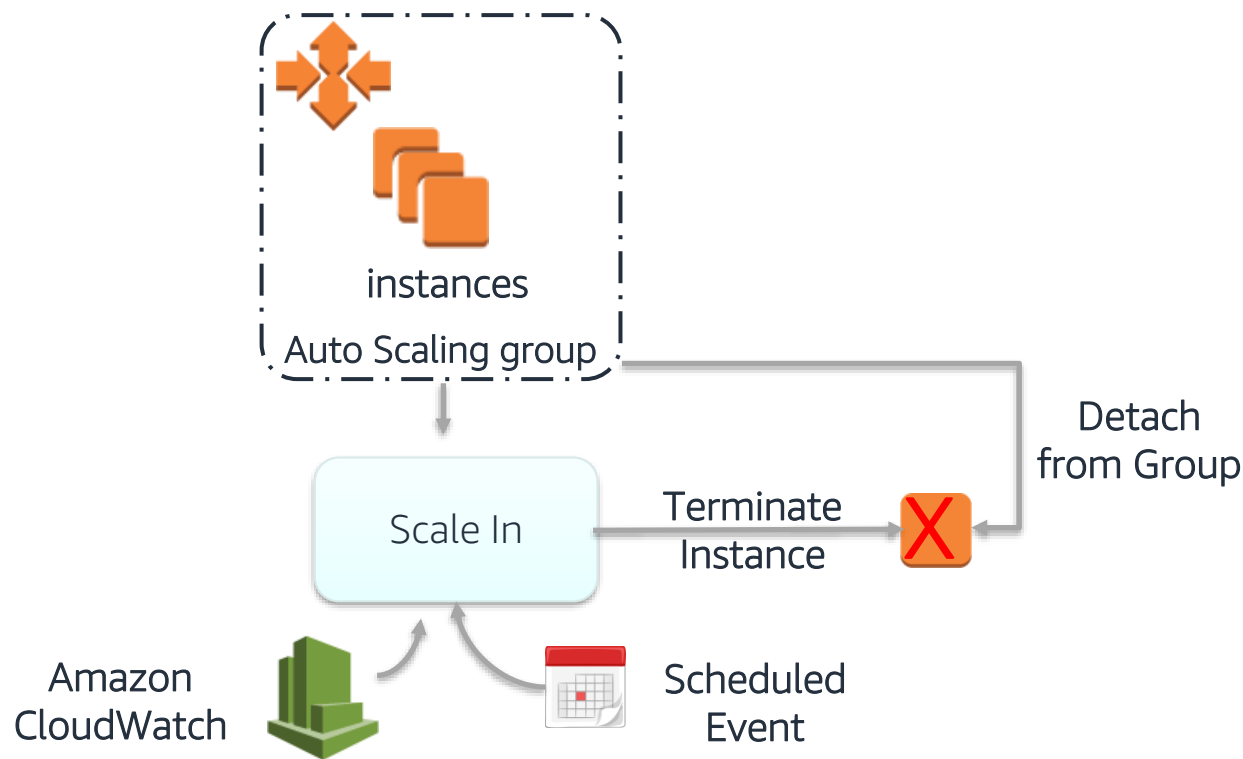 instances
Auto Scaling group
Detach
from Group
Scale In
Terminate
Instance
X
Amazon
CloudWatch
Scheduled
Event